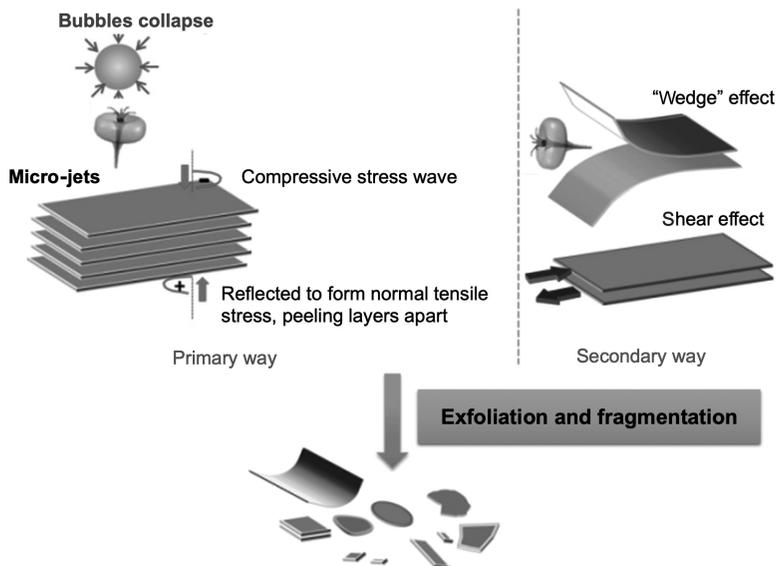 Bubbles collapse
Micro-jets
-
Compressive stress wave
+
Reflected to form normal tensile
stress, peeling layers apart
Primary way
“Wedge” effect
Shear effect
Secondary way
Exfoliation and fragmentation